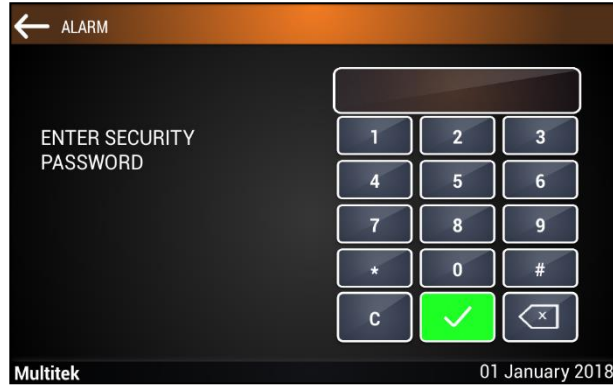 ALARM
ENTER SECURITY
PASSWORD
1 2 3
4 5 6
7 8 9
* 0 #
C
Multitek 01 January 2018